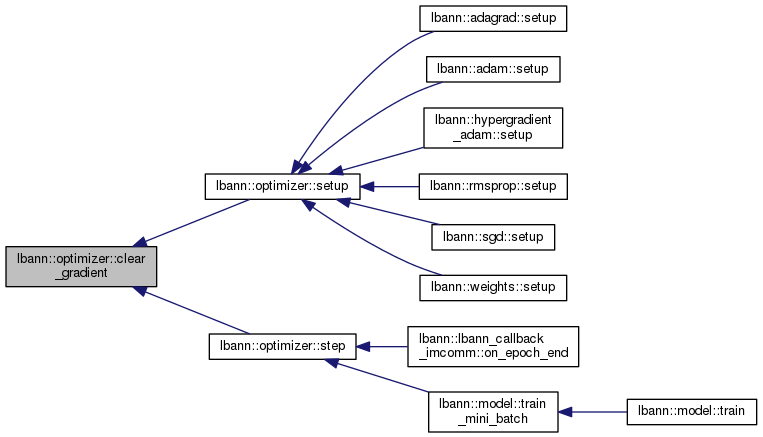 lbann::adagrad::setup
lbann::adam::setup
lbann::hypergradient
_adam::setup
lbann::optimizer::setup
lbann::rmsprop::setup
lbann::sgd::setup
lbann::optimizer::clear
_gradient
lbann::weights::setup
lbann::optimizer::step
lbann::lbann_callback
_imcomm::on_epoch_end
lbann::model::train
_mini_batch
lbann::model::train